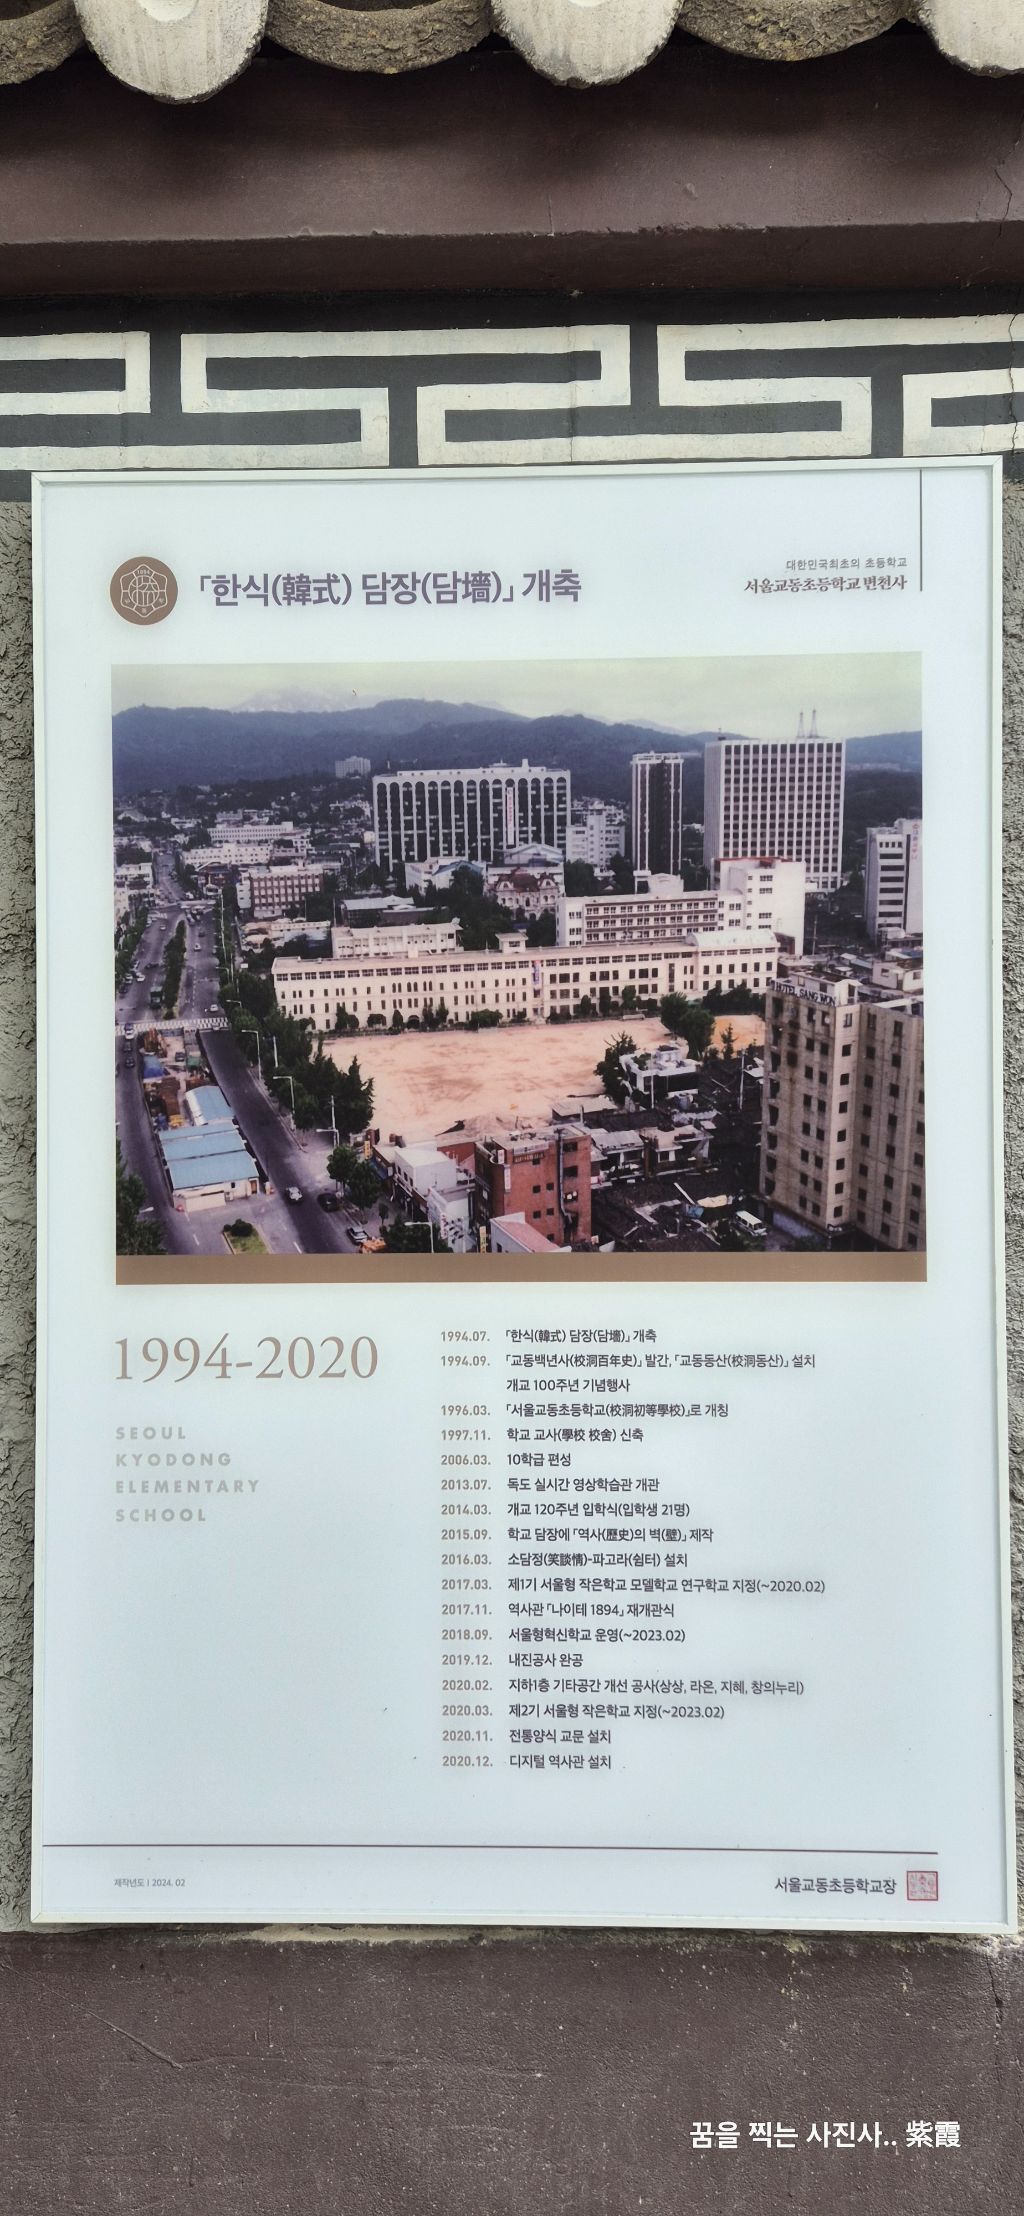 「한식(韓式) 담장(담墻)」 개축
대한민국최초의 초등학교
서울교동초등학교 변천사
HOTEL SANG WON
1994-2020
SEOUL
KYODONG
ELEMENTARY
SCHOOL
1994.07. 「한식(韓式) 담장(담墻)」 개축
1994.09. 「교동백년사(校洞百年史)」 발간, 「교동동산(校洞동산)」 설치
개교 100주년 기념행사
1996.03. 「서울교동초등학교(校洞初等學校)」로 개칭
1997.11. 학교 교사(學校 校舍) 신축
2006.03. 10학급 편성
2013.07. 독도 실시간 영상학습관 개관
2014.03. 개교 120주년 입학식(입학생 21명)
2015.09. 학교 담장에 「역사(歷史)의 벽(壁)」 제작
2016.03. 소담정(笑談情)-파고라(쉼터) 설치
2017.03. 제1기 서울형 작은학교 모델학교 연구학교 지정(~2020.02)
2017.11. 역사관 「나이테 1894」 재개관식
2018.09. 서울형혁신학교 운영(~2023.02)
2019.12. 내진공사 완공
2020.02. 지하1층 기타공간 개선 공사(상상, 라온, 지혜, 창의누리)
2020.03. 제2기 서울형 작은학교 지정(~2023.02)
2020.11. 전통양식 교문 설치
2020.12. 디지털 역사관 설치
제작년도 | 2024. 02
서울교동초등학교장
꿈을 찍는 사진사.. 紫霞